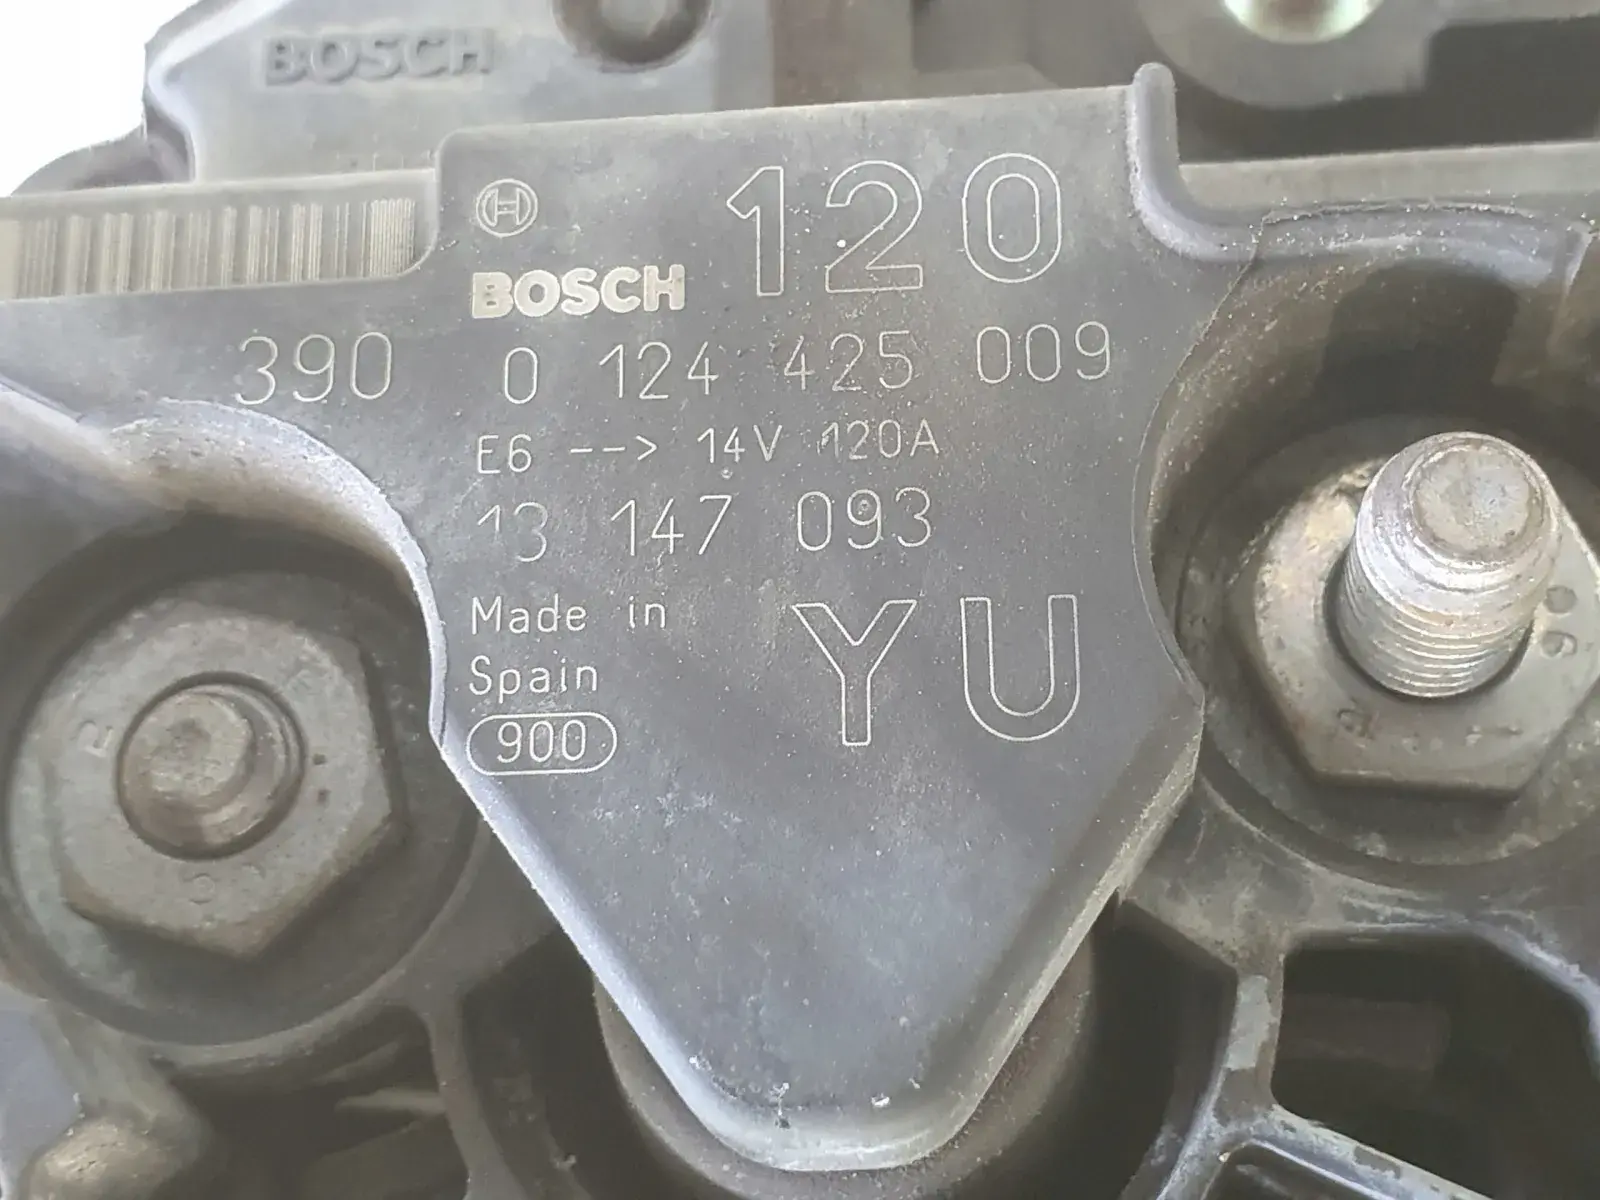 BOSCH
120
BOSCH
390 0 124 425 009
E6 --> 14V 120A
13 147 093
Made in
Spain
YU
900